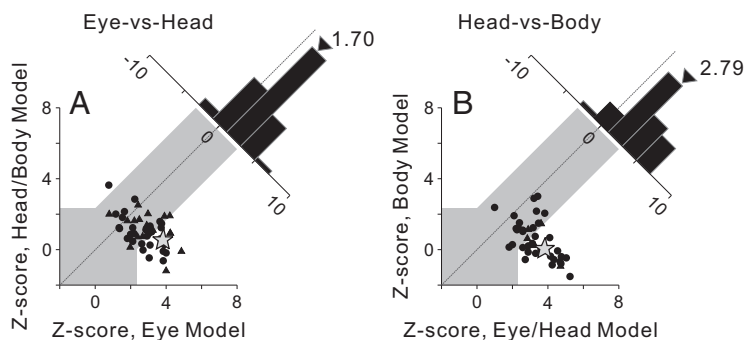 Eye-vs-Head
1.70
-10
0
10
A
8
4
0
0 4 8
Z-score, Head/Body Model
Z-score, Eye Model
Head-vs-Body
2.79
-10
0
10
B
8
4
0
0 4 8
Z-score, Body Model
Z-score, Eye/Head Model